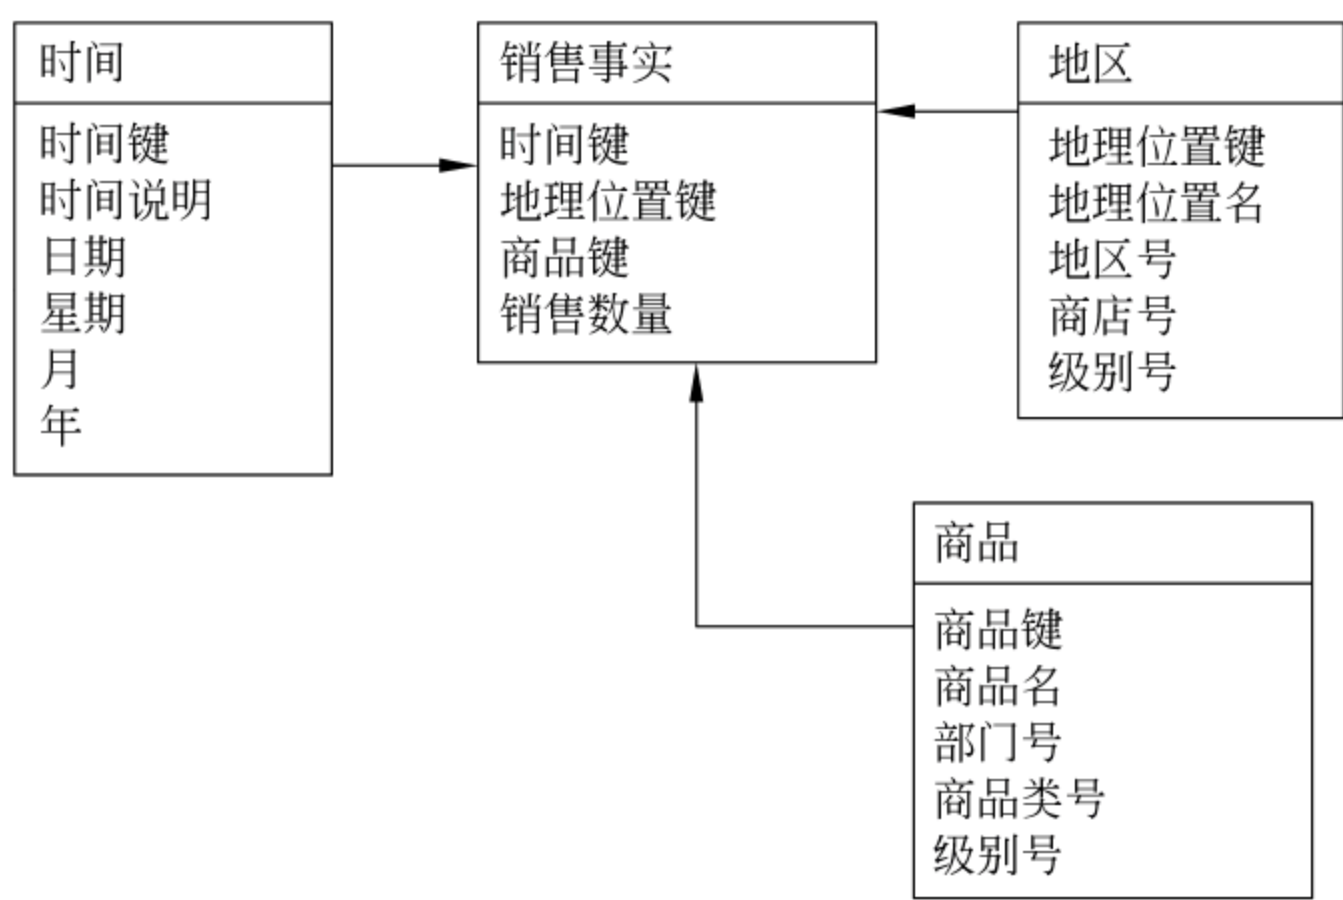 时间
时间键
时间说明
日期
星期
月
年
销售事实
时间键
地理位置键
商品键
销售数量
地区
地理位置键
地理位置名
地区号
商店号
级别号
商品
商品键
商品名
部门号
商品类号
级别号